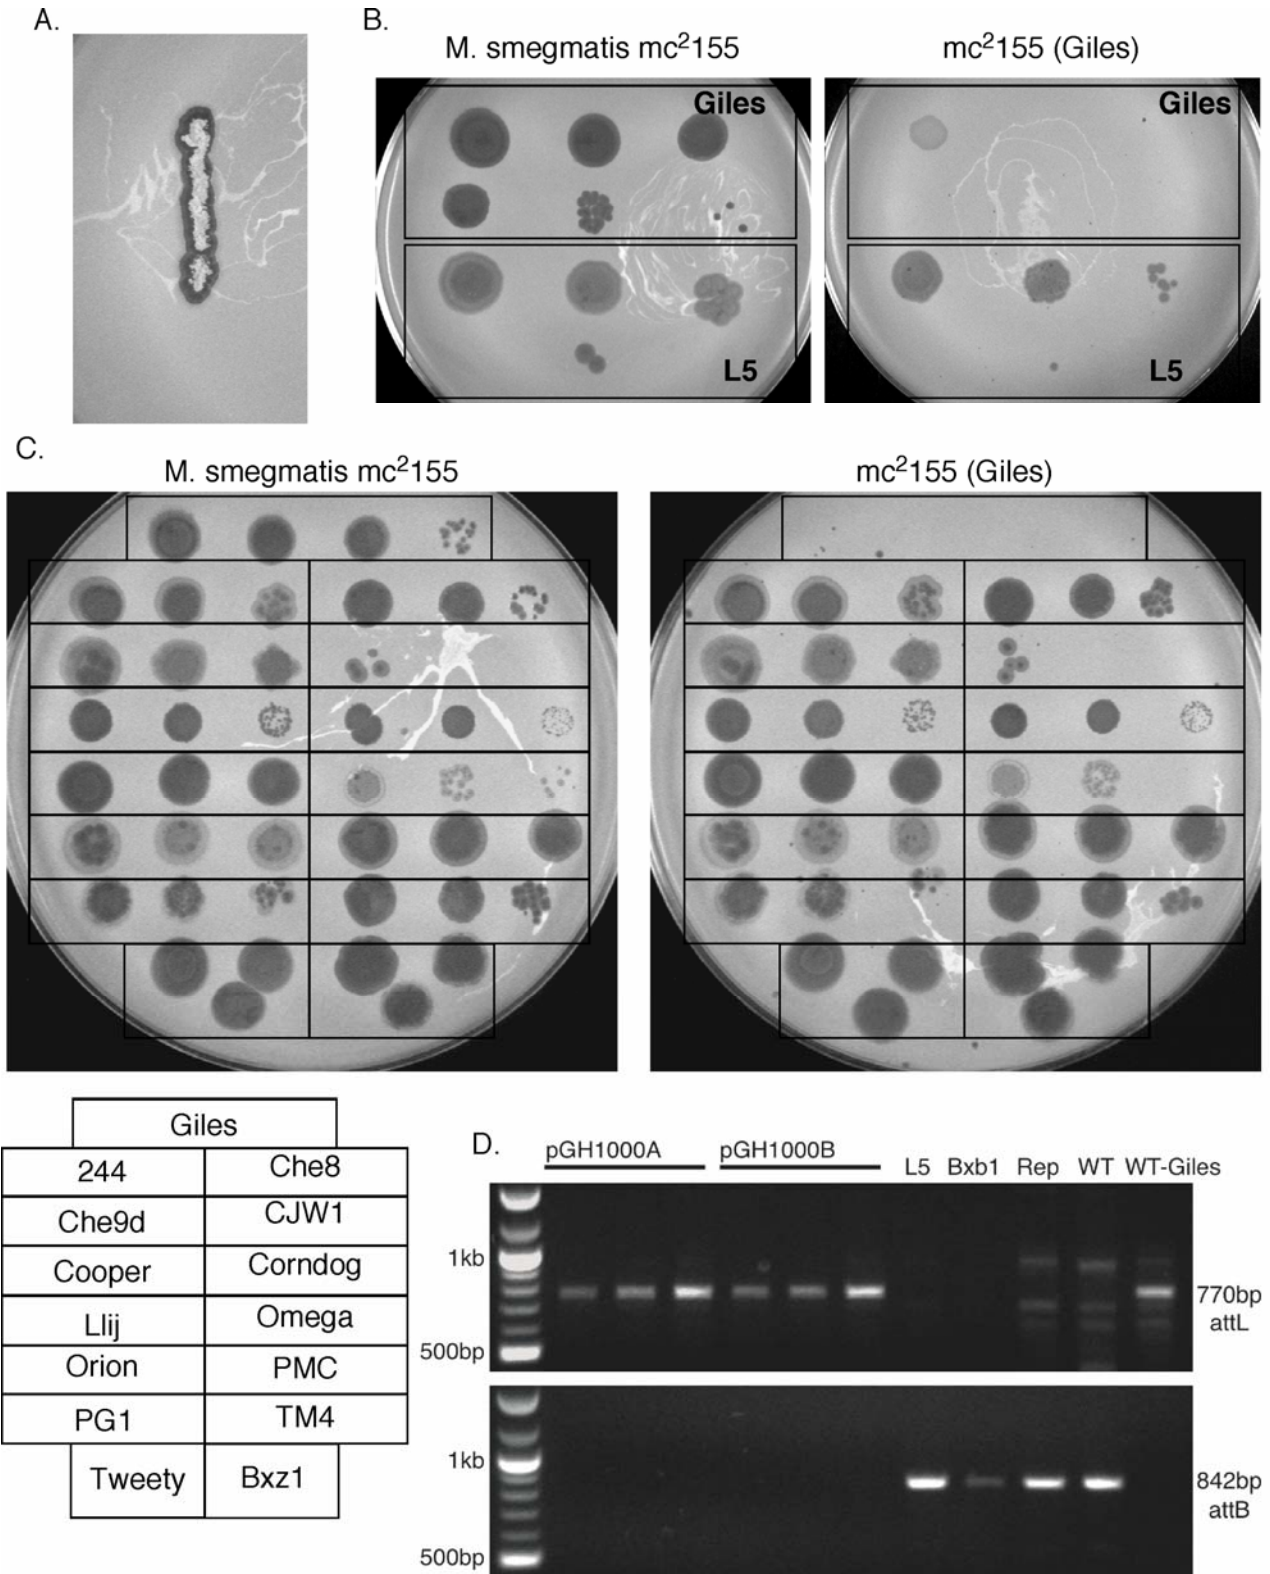 A.
B.
M. smegmatis mc²155
mc²155 (Giles)
Giles
Giles
L5
L5
C.
M. smegmatis mc²155
mc²155 (Giles)
Giles
244 Che8
Che9d CJW1
Cooper Corndog
Llij Omega
Orion PMC
PG1 TM4
Tweety Bxz1
D.
pGH1000A pGH1000B L5 Bxb1 Rep WT WT-Giles
1kb
770bp
attL
500bp
1kb
842bp
attB
500bp